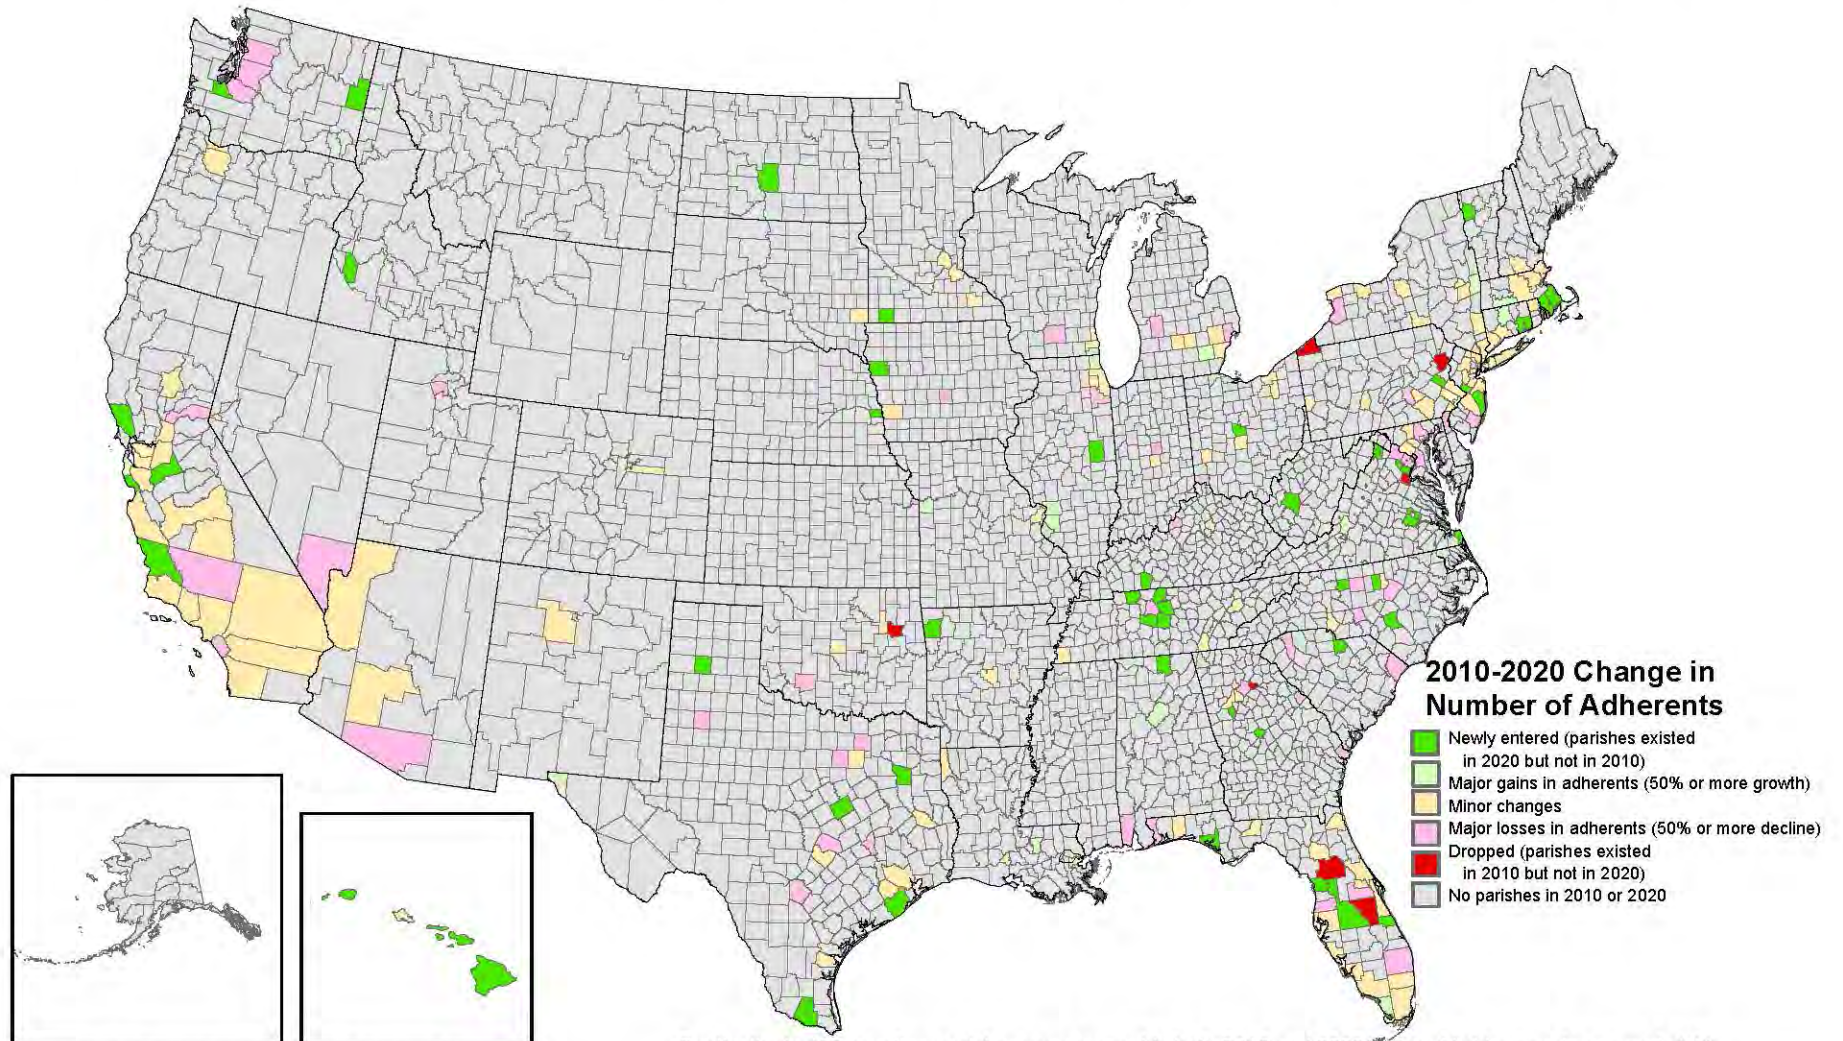 2010-2020 Change in
Number of Adherents
Newly entered (parishes existed
in 2020 but not in 2010)
Major gains in adherents (50% or more growth)
Minor changes
Major losses in adherents (50% or more decline)
Dropped (parishes existed
in 2010 but not in 2020)
No parishes in 2010 or 2020